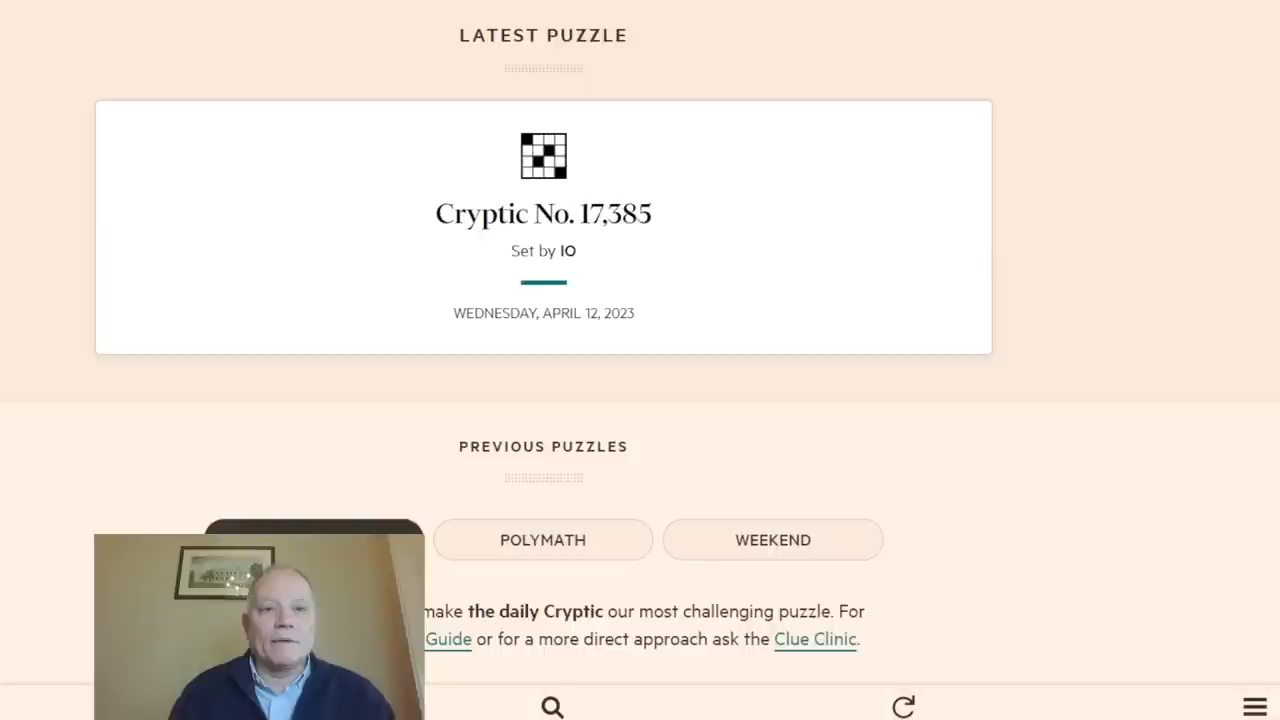 LATEST PUZZLE
Cryptic No. 17,385
Set by IO
WEDNESDAY, APRIL 12, 2023
PREVIOUS PUZZLES
POLYMATH
WEEKEND
make the daily Cryptic our most challenging puzzle. For
Guide or for a more direct approach ask the Clue Clinic.